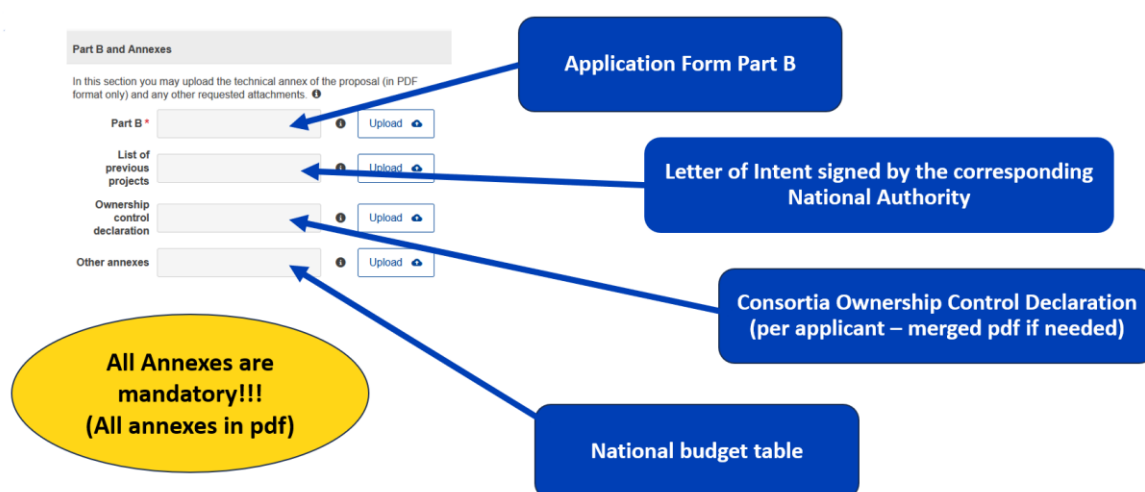 Part B and Annexes
In this section you may upload the technical annex of the proposal (in PDF
format only) and any other requested attachments.
Part B *
Upload
List of
previous
projects
Upload
Ownership
control
declaration
Upload
Other annexes
Upload
Application Form Part B
Letter of Intent signed by the corresponding
National Authority
Consortia Ownership Control Declaration
(per applicant – merged pdf if needed)
National budget table
All Annexes are
mandatory!!!
(All annexes in pdf)